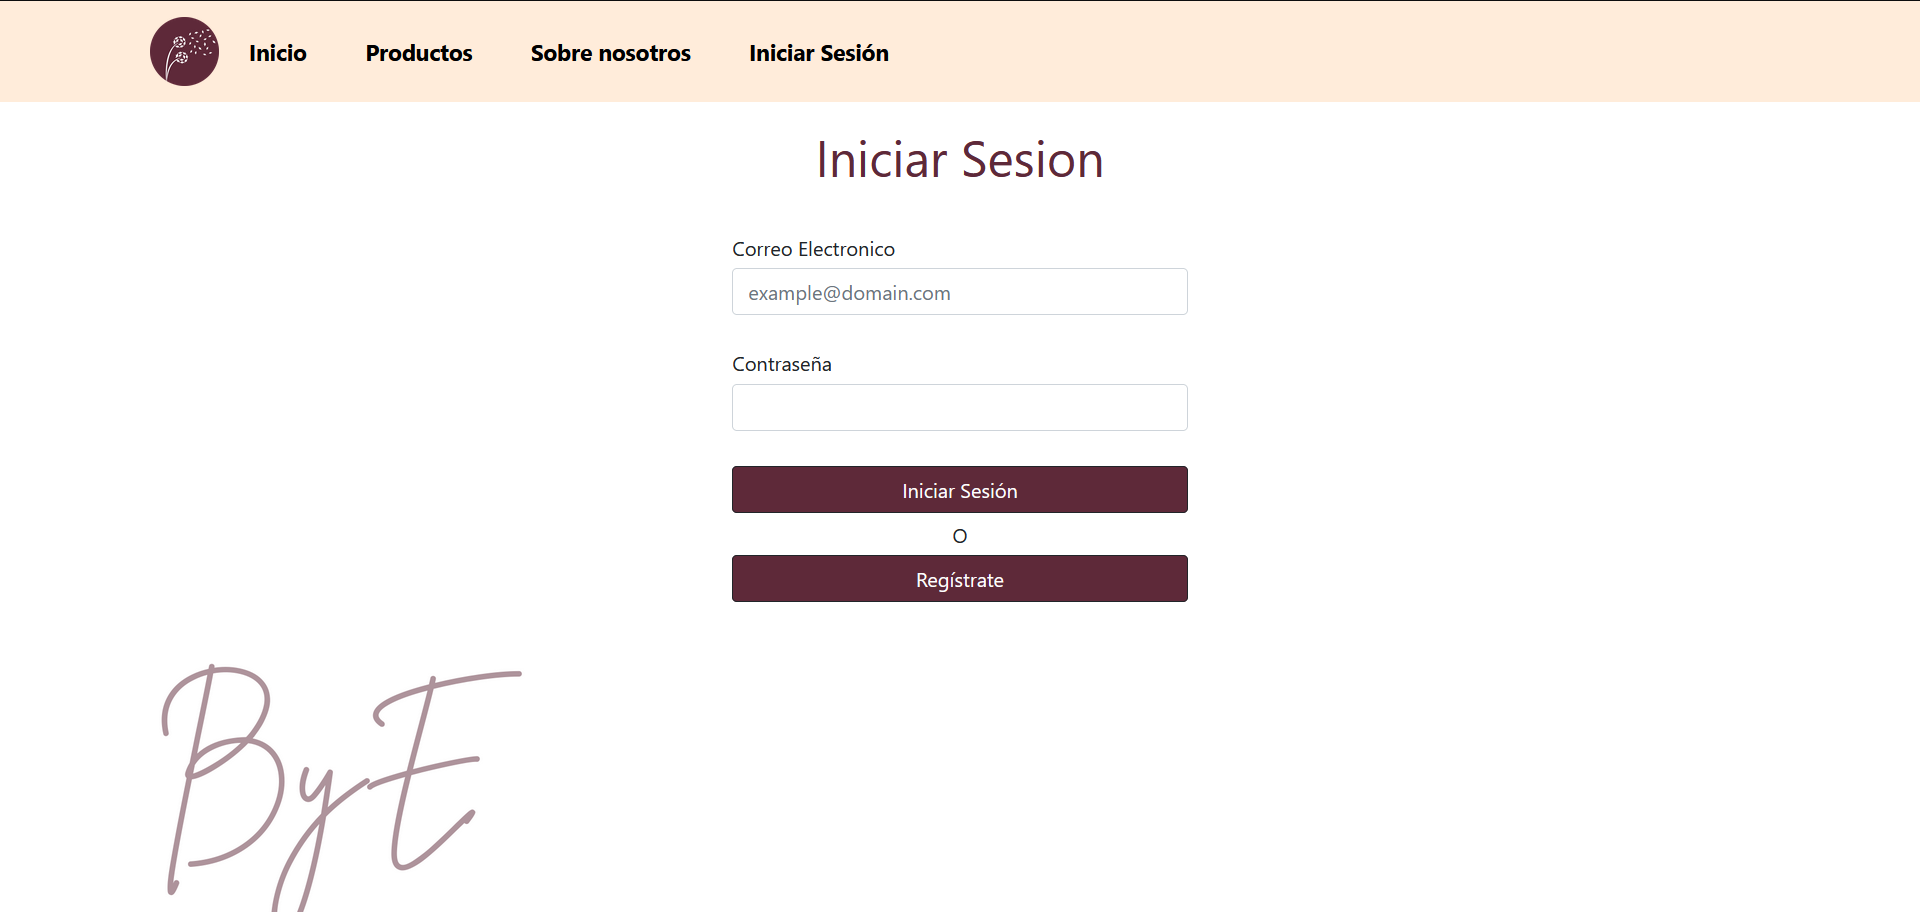 Inicio Productos Sobre nosotros Iniciar Sesión
Iniciar Sesion
Correo Electronico
example@domain.com
Contraseña
Iniciar Sesión
O
Regístrate
ByE